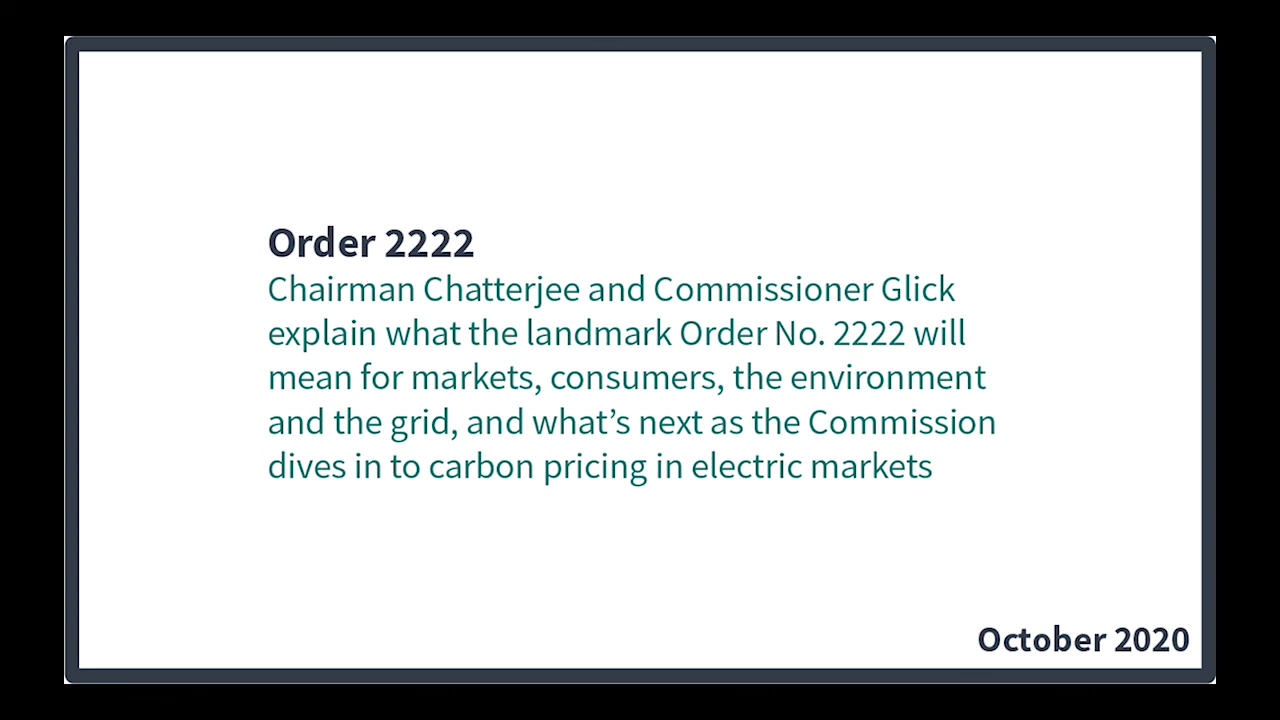 Order 2222
Chairman Chatterjee and Commissioner Glick
explain what the landmark Order No. 2222 will
mean for markets, consumers, the environment
and the grid, and what’s next as the Commission
dives in to carbon pricing in electric markets
October 2020